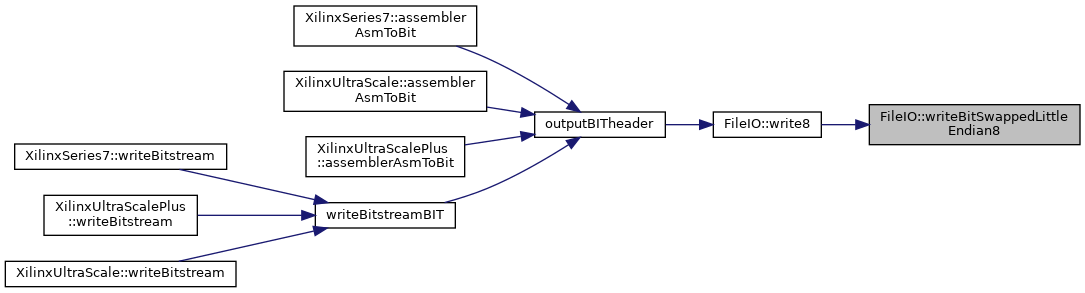 XilinxSeries7::assembler
AsmToBit
XilinxUltraScale::assembler
AsmToBit
outputBITheader
FileIO::write8
FileIO::writeBitSwappedLittle
Endian8
XilinxUltraScalePlus
::assemblerAsmToBit
XilinxSeries7::writeBitstream
XilinxUltraScalePlus
::writeBitstream
writeBitstreamBIT
XilinxUltraScale::writeBitstream